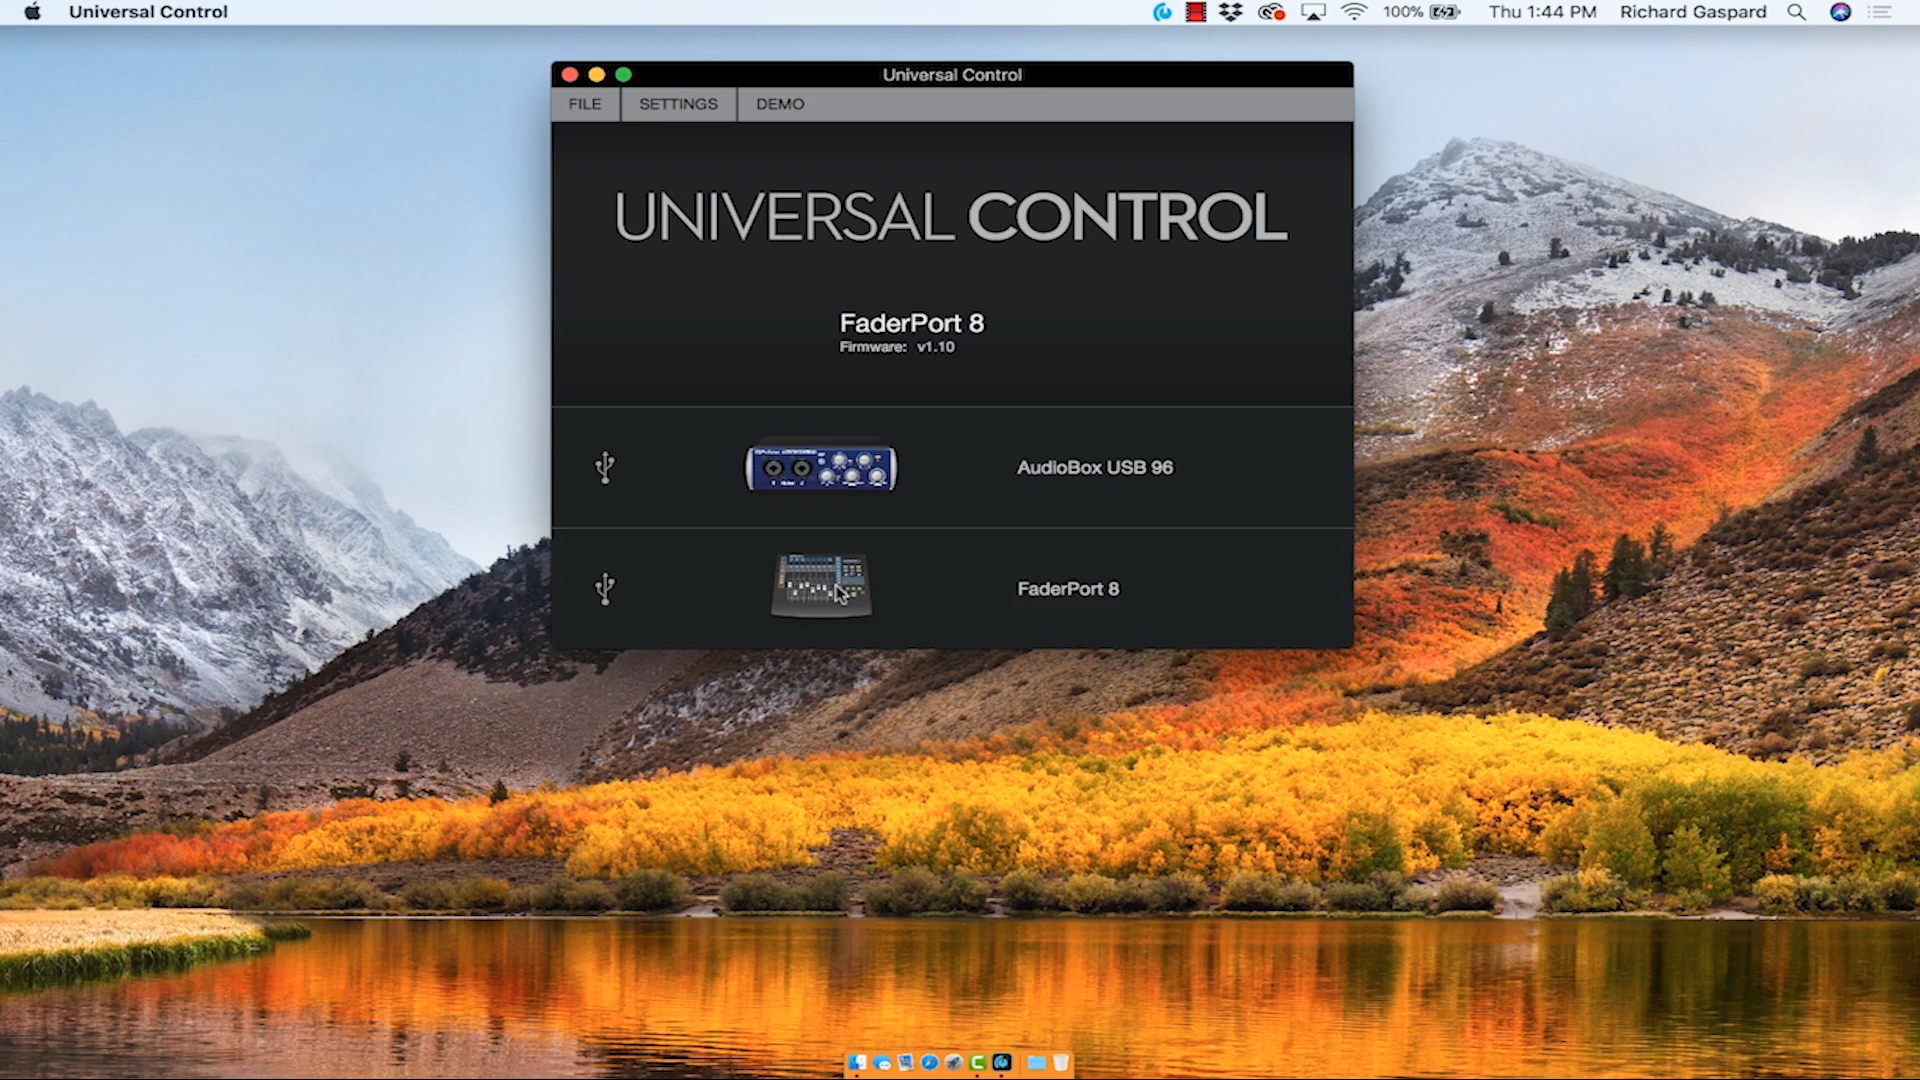 Universal Control
100%
Thu 1:44 PM
Richard Gaspard
Universal Control
FILE
SETTINGS
DEMO
UNIVERSAL CONTROL
FaderPort 8
Firmware: v1.10
AudioBox USB 96
FaderPort 8